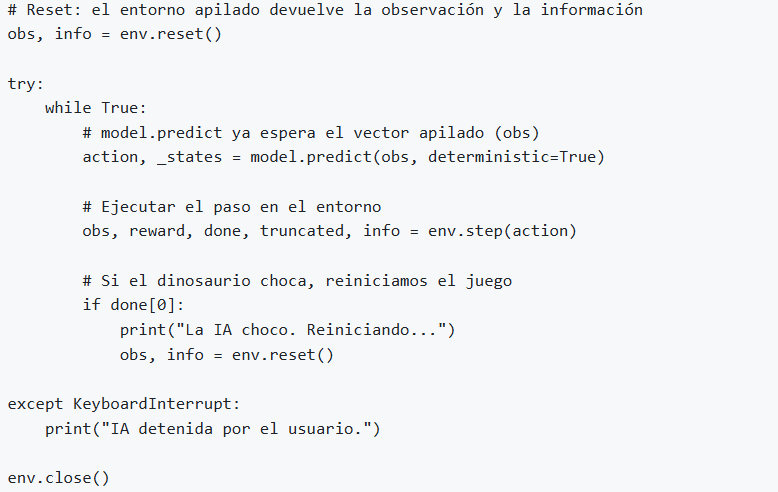 # Reset: el entorno apilado devuelve la observación y la información
obs, info = env.reset()
try:
    while True:
        # model.predict ya espera el vector apilado (obs)
        action, _states = model.predict(obs, deterministic=True)
        # Ejecutar el paso en el entorno
        obs, reward, done, truncated, info = env.step(action)
        # Si el dinosaurio choca, reiniciamos el juego
        if done[0]:
            print("La IA choco. Reiniciando...")
            obs, info = env.reset()
except KeyboardInterrupt:
    print("IA detenida por el usuario.")
env.close()